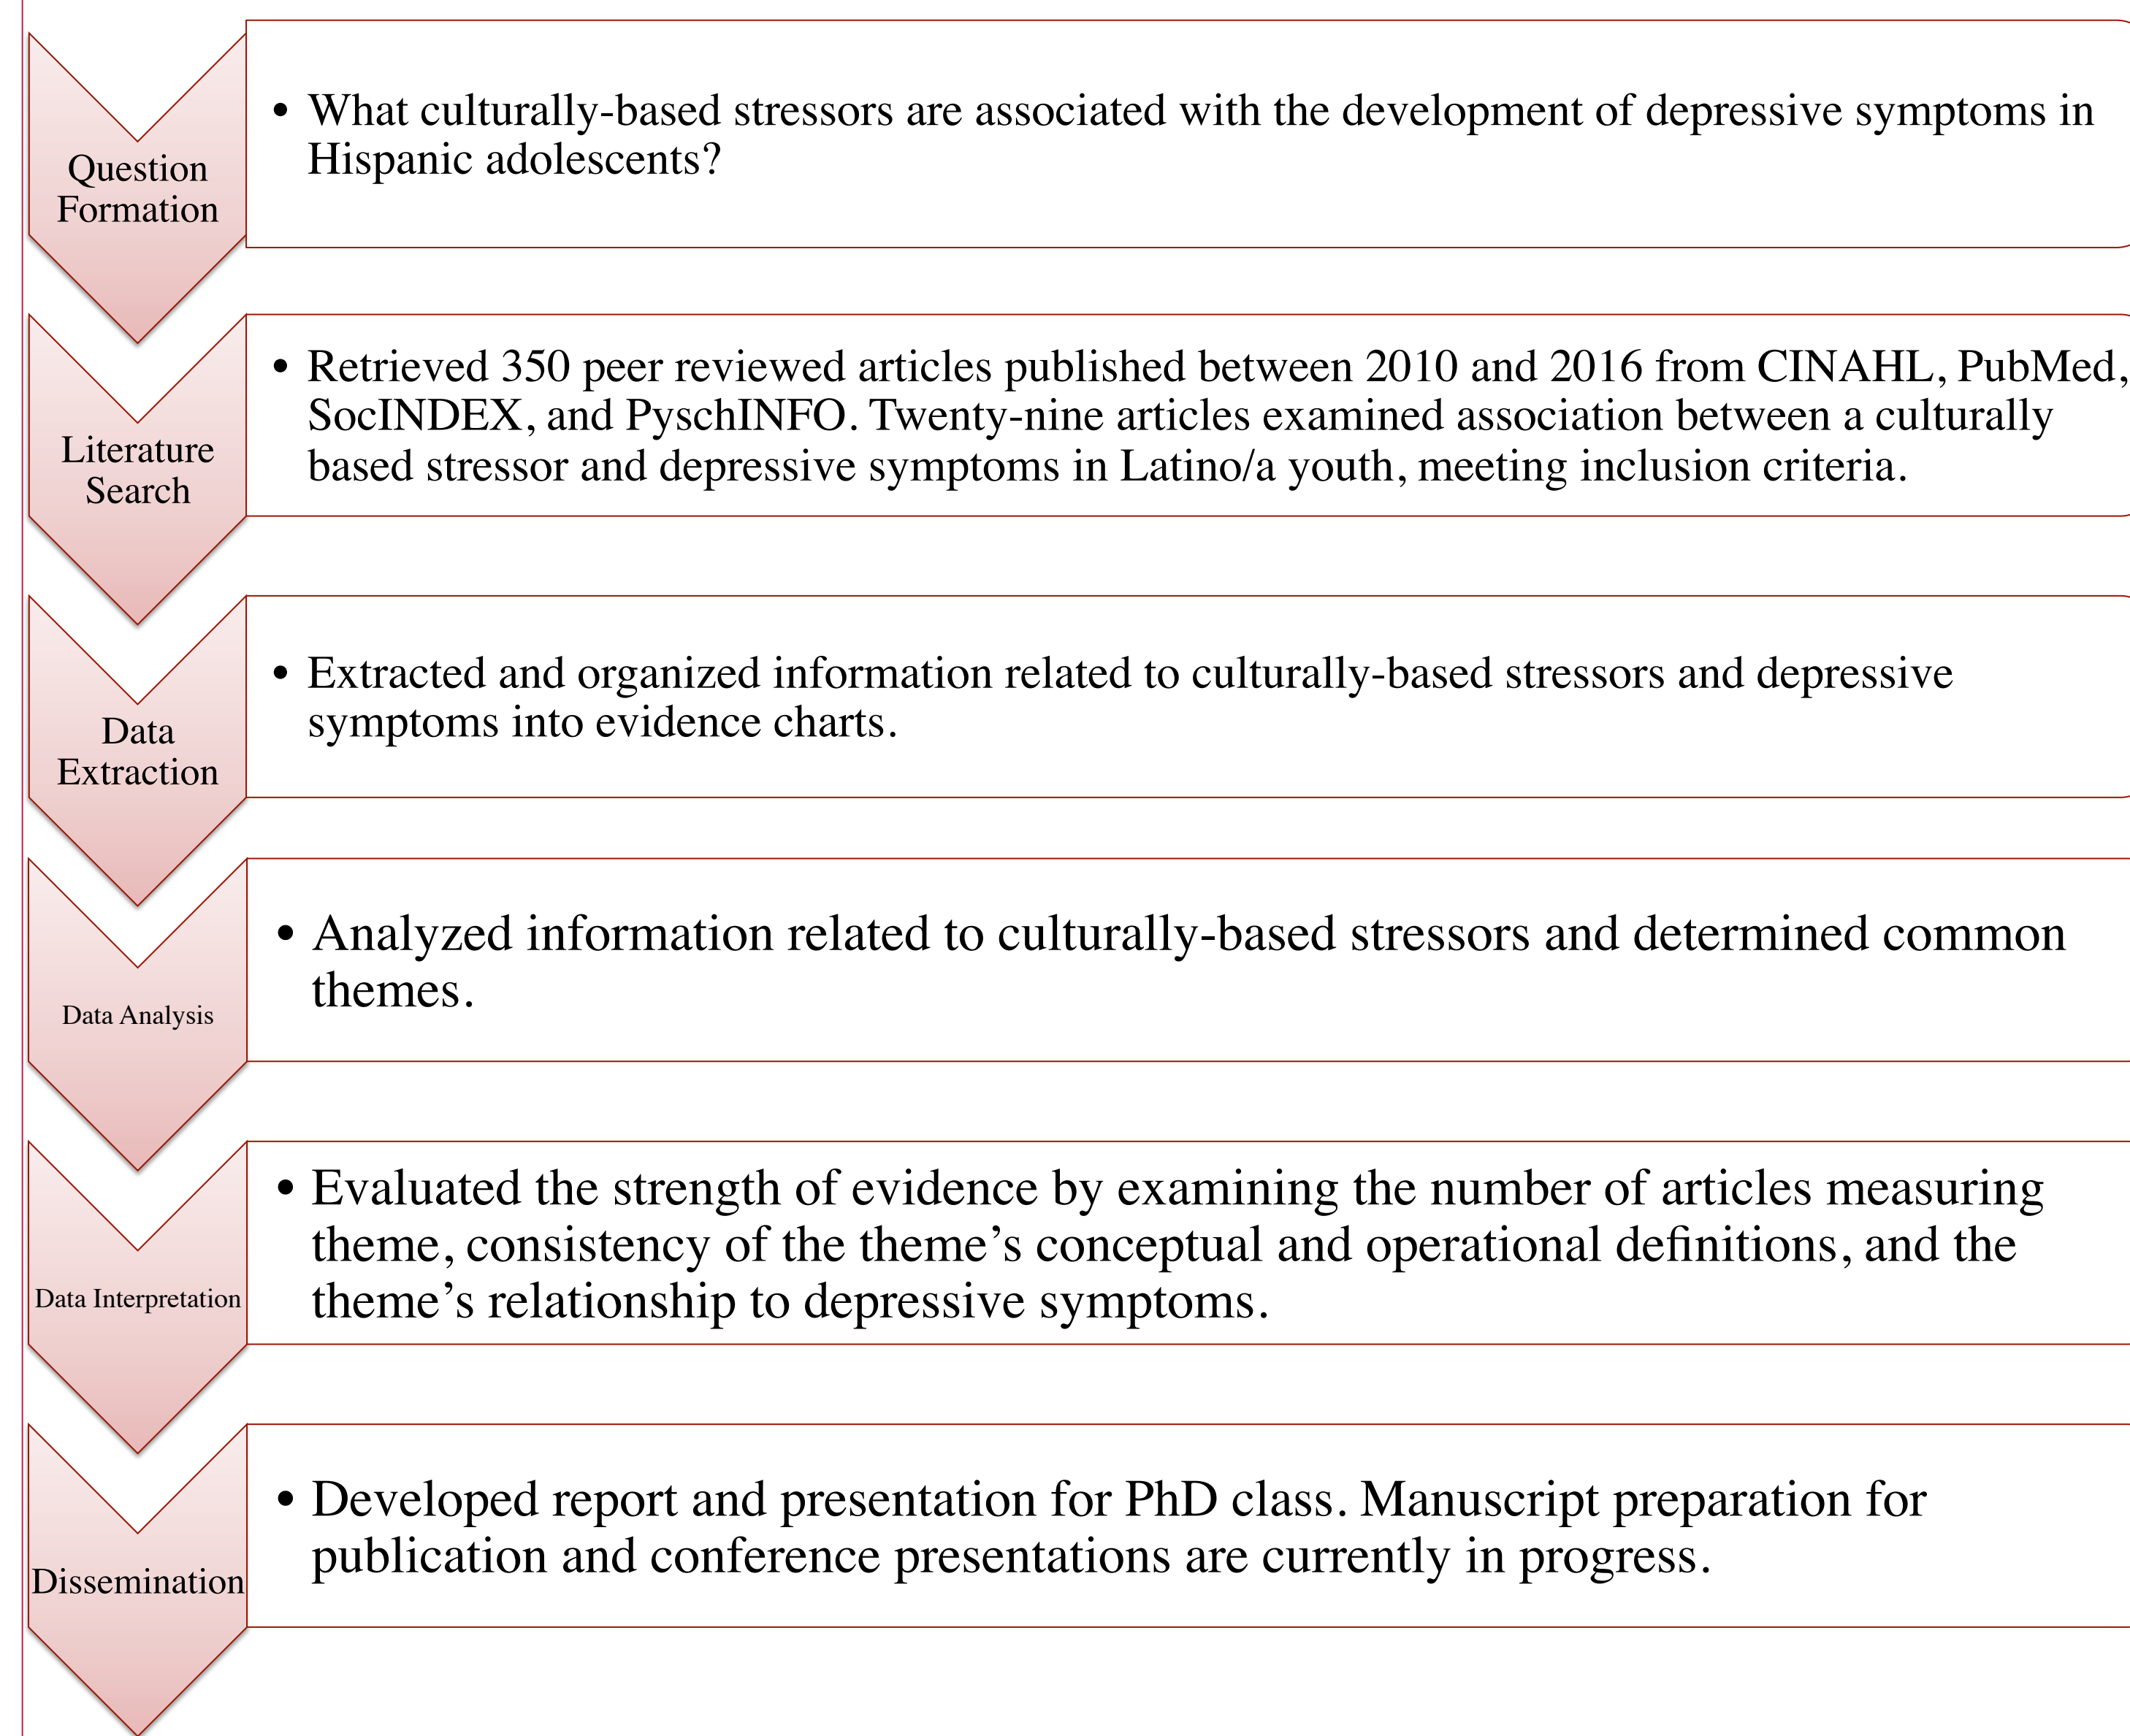 Question
Formation
• What culturally-based stressors are associated with the development of depressive symptoms in
Hispanic adolescents?
Literature
Search
• Retrieved 350 peer reviewed articles published between 2010 and 2016 from CINAHL, PubMed,
SocINDEX, and PyschINFO. Twenty-nine articles examined association between a culturally
based stressor and depressive symptoms in Latino/a youth, meeting inclusion criteria.
Data
Extraction
• Extracted and organized information related to culturally-based stressors and depressive
symptoms into evidence charts.
Data Analysis
• Analyzed information related to culturally-based stressors and determined common
themes.
Data Interpretation
• Evaluated the strength of evidence by examining the number of articles measuring
theme, consistency of the theme’s conceptual and operational definitions, and the
theme’s relationship to depressive symptoms.
Dissemination
• Developed report and presentation for PhD class. Manuscript preparation for
publication and conference presentations are currently in progress.